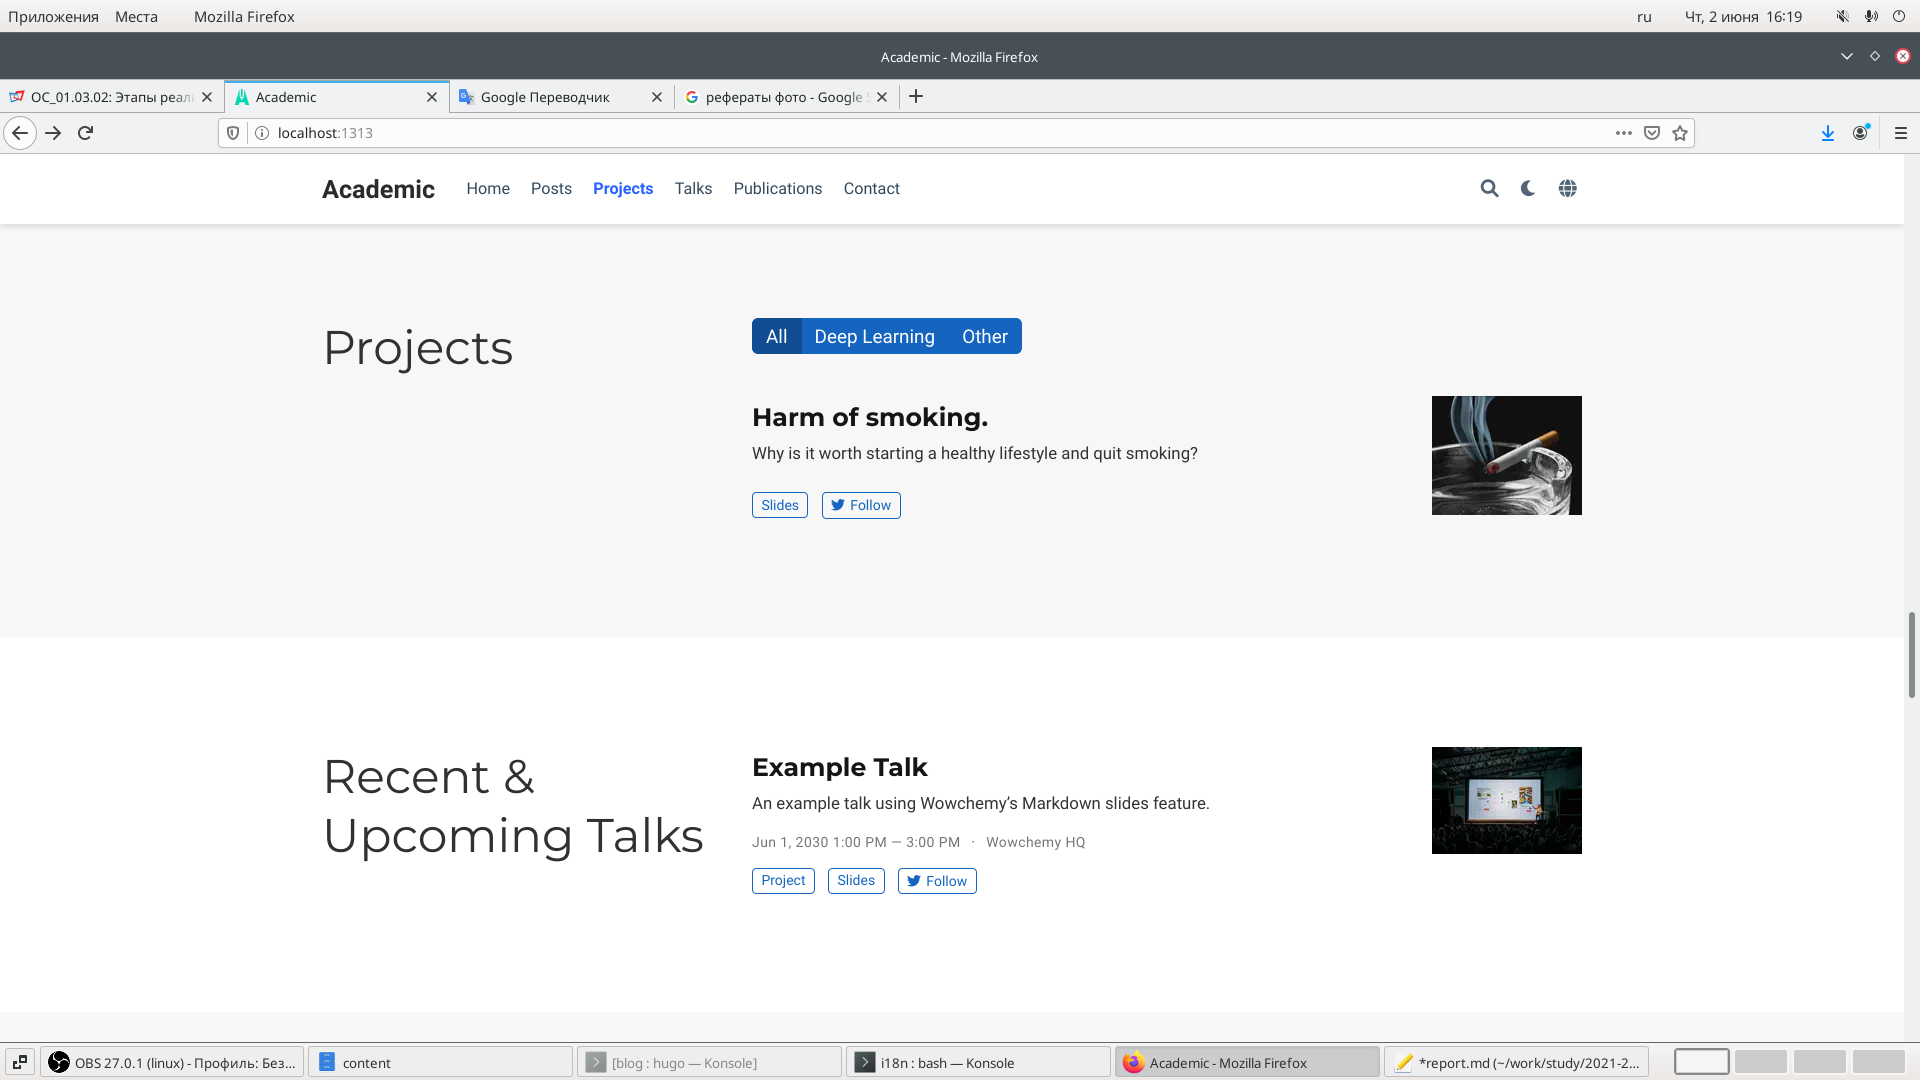 Приложения Места Mozilla Firefox ru Чт, 2 июня 16:19
Academic - Mozilla Firefox
ОС_01.03.02: Этапы реал Academic Google Переводчик рефераты фото - Google
localhost:1313
Academic Home Posts Projects Talks Publications Contact
Projects
All Deep Learning Other
Harm of smoking.
Why is it worth starting a healthy lifestyle and quit smoking?
Slides Follow
Recent &
Upcoming Talks
Example Talk
An example talk using Wowchemy’s Markdown slides feature.
Jun 1, 2030 1:00 PM — 3:00 PM · Wowchemy HQ
Project Slides Follow
OBS 27.0.1 (linux) - Профиль: Без... content [blog : hugo — Konsole] i18n : bash — Konsole Academic - Mozilla Firefox *report.md (~/work/study/2021-2...